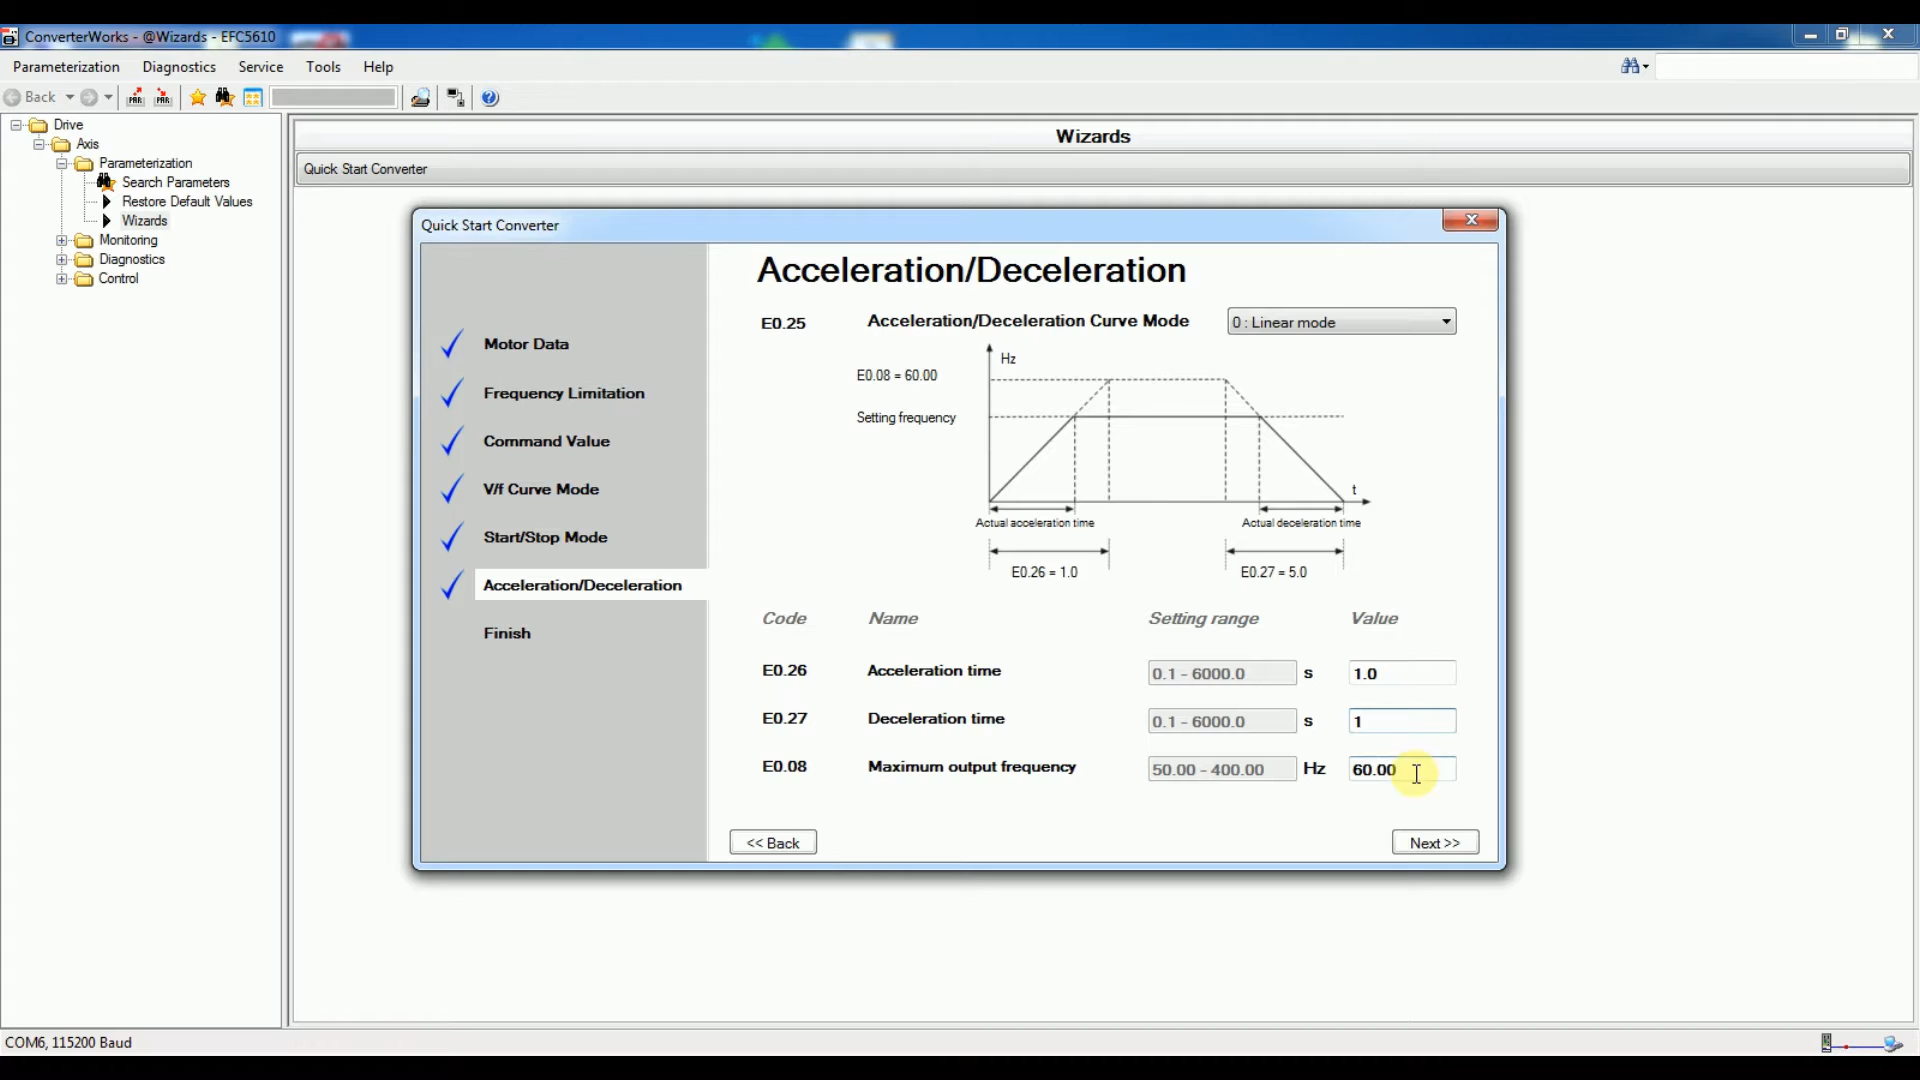 ConverterWorks - @Wizards - EFC5610
Parameterization Diagnostics Service Tools Help
Back
Drive
Axis
Parameterization
Search Parameters
Restore Default Values
Wizards
Monitoring
Diagnostics
Control
Wizards
Quick Start Converter
Quick Start Converter
Motor Data
Frequency Limitation
Command Value
V/f Curve Mode
Start/Stop Mode
Acceleration/Deceleration
Finish
Acceleration/Deceleration
E0.25 Acceleration/Deceleration Curve Mode 0 : Linear mode
Hz
E0.08 = 60.00
Setting frequency
t
Actual acceleration time Actual deceleration time
E0.26 = 1.0 E0.27 = 5.0
Code Name Setting range Value
E0.26 Acceleration time 0.1 - 6000.0 s 1.0
E0.27 Deceleration time 0.1 - 6000.0 s 1
E0.08 Maximum output frequency 50.00 - 400.00 Hz 60.00
<< Back Next >>
COM6, 115200 Baud